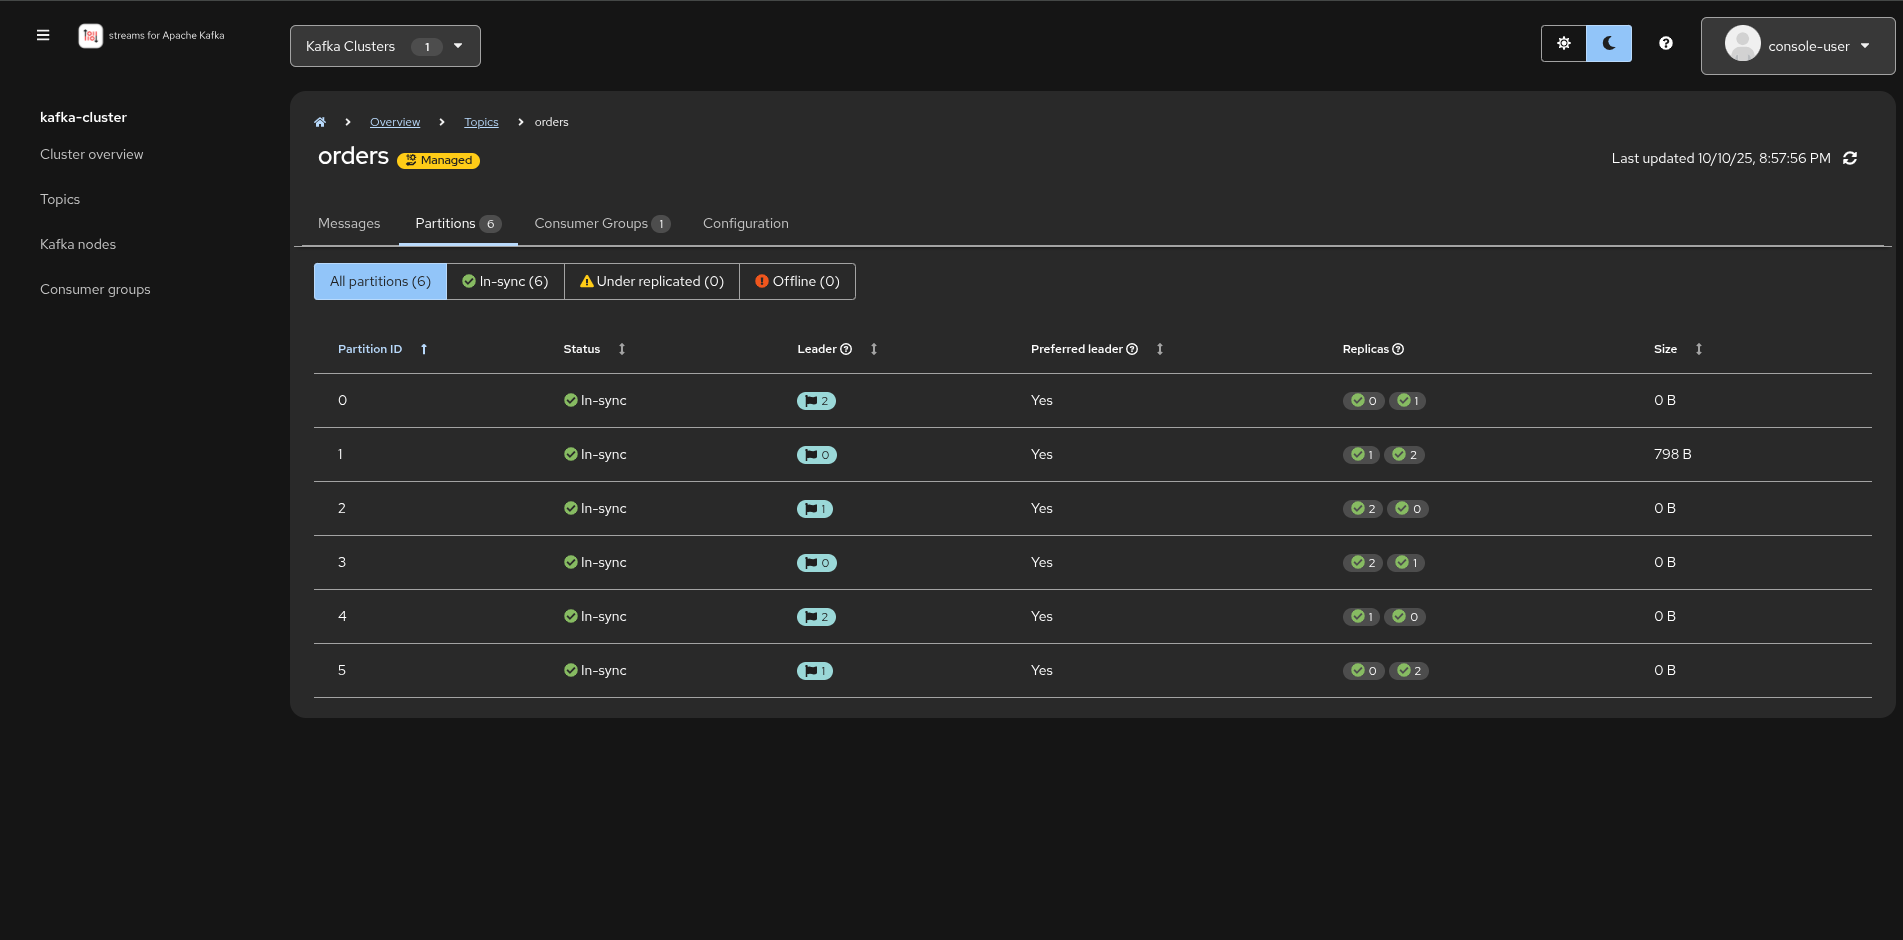 streams for Apache Kafka
Kafka Clusters 1
console-user
kafka-cluster
Cluster overview
Topics
Kafka nodes
Consumer groups
Overview > Topics > orders
orders Managed
Last updated 10/10/25, 8:57:56 PM
Messages Partitions 6 Consumer Groups 1 Configuration
All partitions (6) In-sync (6) Under replicated (0) Offline (0)
Partition ID Status Leader Preferred leader Replicas Size
0 In-sync 2 Yes 0 1 0 B
1 In-sync 0 Yes 1 2 798 B
2 In-sync 1 Yes 2 0 0 B
3 In-sync 0 Yes 2 1 0 B
4 In-sync 2 Yes 1 0 0 B
5 In-sync 1 Yes 0 2 0 B